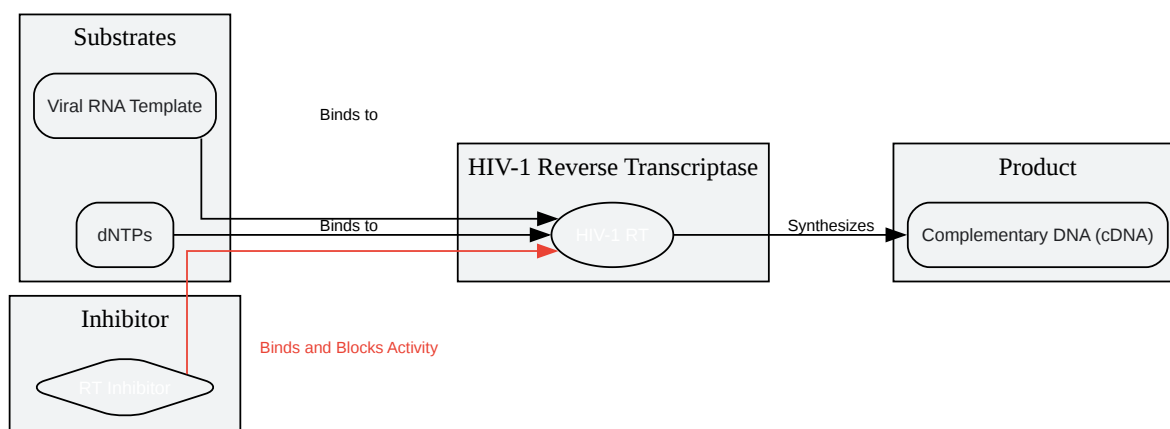 Substrates
Viral RNA Template
Binds to
HIV-1 Reverse Transcriptase
Product
dNTPs
Binds to
HIV-1 RT
Synthesizes
Complementary DNA (cDNA)
Inhibitor
Binds and Blocks Activity
RT Inhibitor